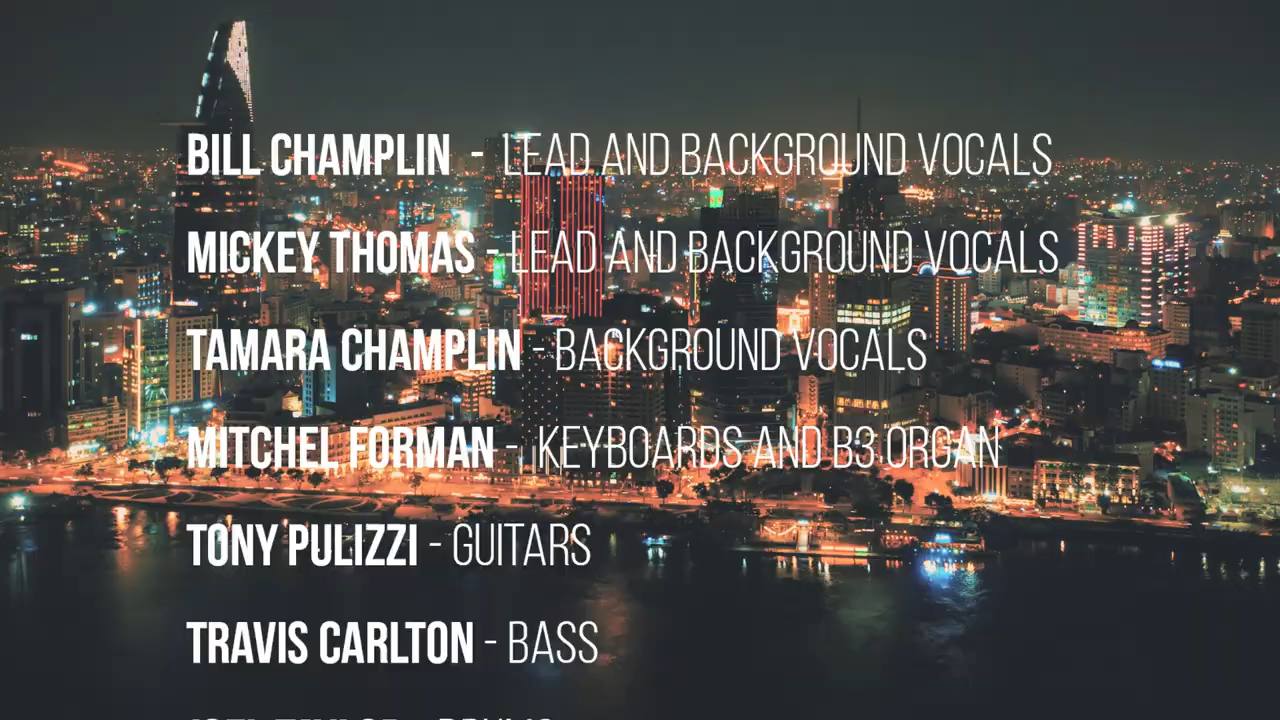 BILL CHAMPLIN - LEAD AND BACKGROUND VOCALS
MICKEY THOMAS - LEAD AND BACKGROUND VOCALS
TAMARA CHAMPLIN - BACKGROUND VOCALS
MITCHEL FORMAN - KEYBOARDS AND B3 ORGAN
TONY PULIZZI - GUITARS
TRAVIS CARLTON - BASS